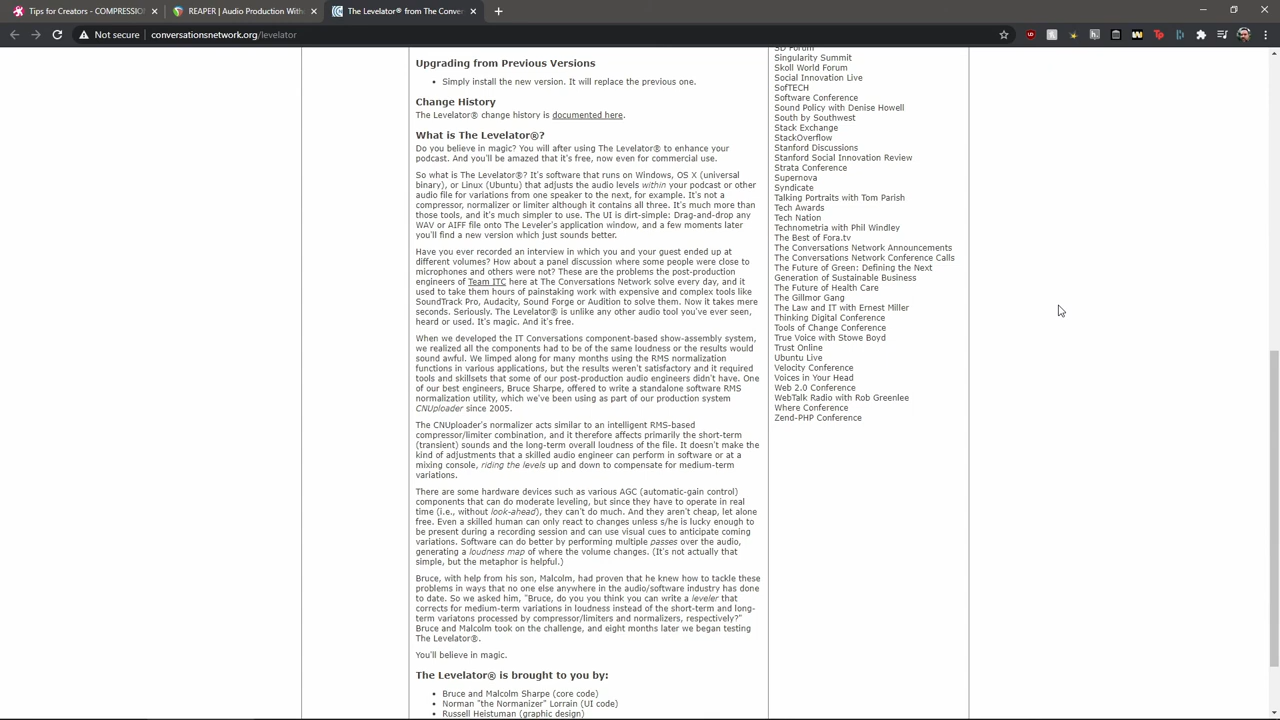 Tips for Creators - COMPRESSION
REAPER | Audio Production With
The Levelator® from The Conver
Not secure | conversationsnetwork.org/levelator
Upgrading from Previous Versions
Simply install the new version. It will replace the previous one.
Change History
The Levelator® change history is documented here.
What is The Levelator®?
Do you believe in magic? You will after using The Levelator® to enhance your
podcast. And you'll be amazed that it's free, now even for commercial use.
So what is The Levelator®? It's software that runs on Windows, OS X (universal
binary), or Linux (Ubuntu) that adjusts the audio levels within your podcast or other
audio file for variations from one speaker to the next, for example. It's not a
compressor, normalizer or limiter although it contains all three. It's much more than
those tools, and it's much simpler to use. The UI is dirt-simple: Drag-and-drop any
WAV or AIFF file onto The Leveler's application window, and a few moments later
you'll find a new version which just sounds better.
Have you ever recorded an interview in which you and your guest ended up at
different volumes? How about a panel discussion where some people were close to
microphones and others were not? These are the problems the post-production
engineers of Team ITC here at The Conversations Network solve every day, and it
used to take them hours of painstaking work with expensive and complex tools like
SoundTrack Pro, Audacity, Sound Forge or Audition to solve them. Now it takes mere
seconds. Seriously. The Levelator® is unlike any other audio tool you've ever seen,
heard or used. It's magic. And it's free.
When we developed the IT Conversations component-based show-assembly system,
we realized all the components had to be of the same loudness or the results would
sound awful. We limped along for many months using the RMS normalization
functions in various applications, but the results weren't satisfactory and it required
tools and skillsets that some of our post-production audio engineers didn't have. One
of our best engineers, Bruce Sharpe, offered to write a standalone software RMS
normalization utility, which we've been using as part of our production system
CNUploader since 2005.
The CNUploader's normalizer acts similar to an intelligent RMS-based
compressor/limiter combination, and it therefore affects primarily the short-term
(transient) sounds and the long-term overall loudness of the file. It doesn't make the
kind of adjustments that a skilled audio engineer can perform in software or at a
mixing console, riding the levels up and down to compensate for medium-term
variations.
There are some hardware devices such as various AGC (automatic-gain control)
components that can do moderate leveling, but since they have to operate in real
time (i.e., without look-ahead), they can't do much. And they aren't cheap, let alone
free. Even a skilled human can only react to changes unless s/he is lucky enough to
be present during a recording session and can use visual cues to anticipate coming
variations. Software can do better by performing multiple passes over the audio,
generating a loudness map of where the volume changes. (It's not actually that
simple, but the metaphor is helpful.)
Bruce, with help from his son, Malcolm, had proven that he knew how to tackle these
problems in ways that no one else anywhere in the audio/software industry has done
to date. So we asked him, "Bruce, do you you think you can write a leveler that
corrects for medium-term variations in loudness instead of the short-term and long-
term variatons processed by compressor/limiters and normalizers, respectively?"
Bruce and Malcolm took on the challenge, and eight months later we began testing
The Levelator®.
You'll believe in magic.
The Levelator® is brought to you by:
Bruce and Malcolm Sharpe (core code)
Norman "the Normanizer" Lorrain (UI code)
Russell Heistuman (graphic design)
SD Forum
Singularity Summit
Skoll World Forum
Social Innovation Live
SofTECH
Software Conference
Sound Policy with Denise Howell
South by Southwest
Stack Exchange
StackOverflow
Stanford Discussions
Stanford Social Innovation Review
Strata Conference
Supernova
Syndicate
Talking Portraits with Tom Parish
Tech Awards
Tech Nation
Technometria with Phil Windley
The Best of Fora.tv
The Conversations Network Announcements
The Conversations Network Conference Calls
The Future of Green: Defining the Next
Generation of Sustainable Business
The Future of Health Care
The Gillmor Gang
The Law and IT with Ernest Miller
Thinking Digital Conference
Tools of Change Conference
True Voice with Stowe Boyd
Trust Online
Ubuntu Live
Velocity Conference
Voices in Your Head
Web 2.0 Conference
WebTalk Radio with Rob Greenlee
Where Conference
Zend-PHP Conference